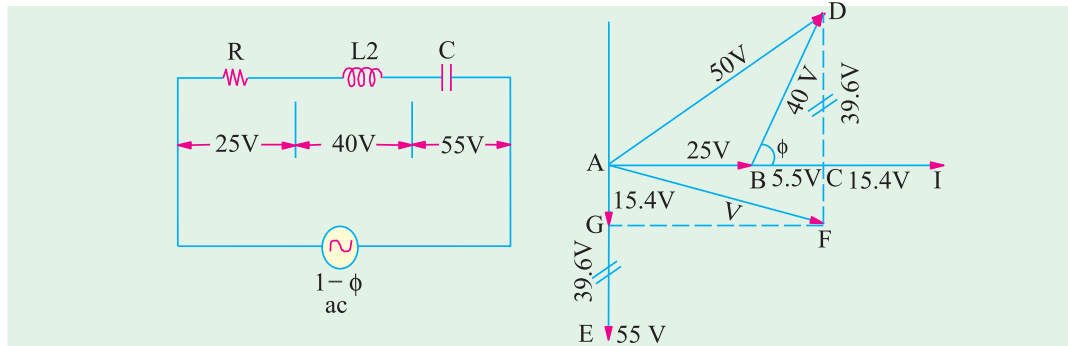 R
L2
C
25V
40V
55V
1− ϕ
ac
D
50V
40 V
39.6V
A
25V
ϕ
B
5.5V
C
15.4V
I
15.4V
V
G
F
39.6V
E
55 V